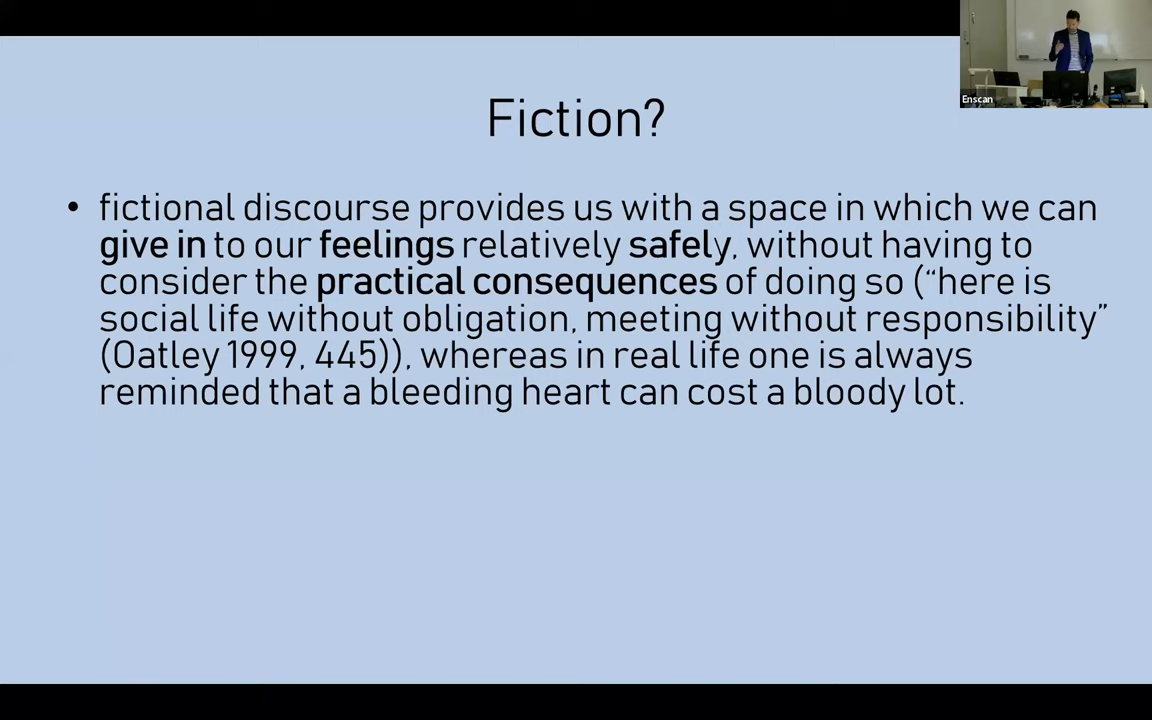 Enscan
Fiction?
• fictional discourse provides us with a space in which we can
give in to our feelings relatively safely, without having to
consider the practical consequences of doing so (“here is
social life without obligation, meeting without responsibility”
(Oatley 1999, 445)), whereas in real life one is always
reminded that a bleeding heart can cost a bloody lot.